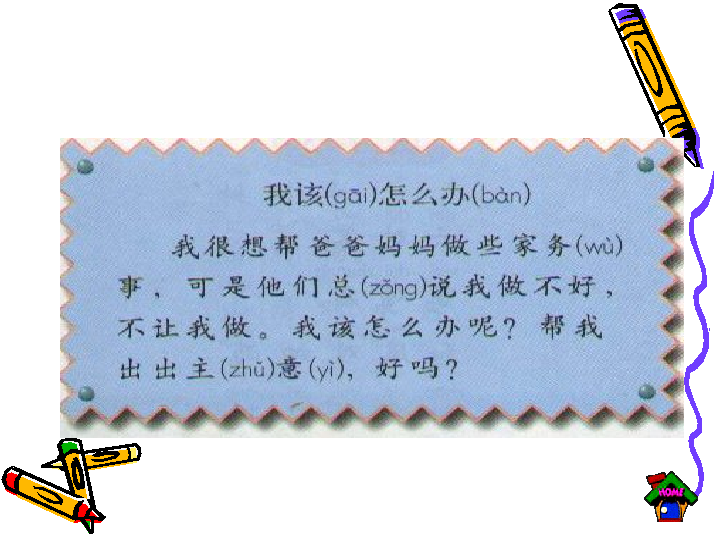 我该(gāi)怎么办(bàn)
我很想帮爸爸妈妈做些家务(wù)
事，可是他们总(zǒng)说我做不好，
不让我做。我该怎么办呢？帮我
出出主(zhǔ)意(yì)，好吗？
HOME